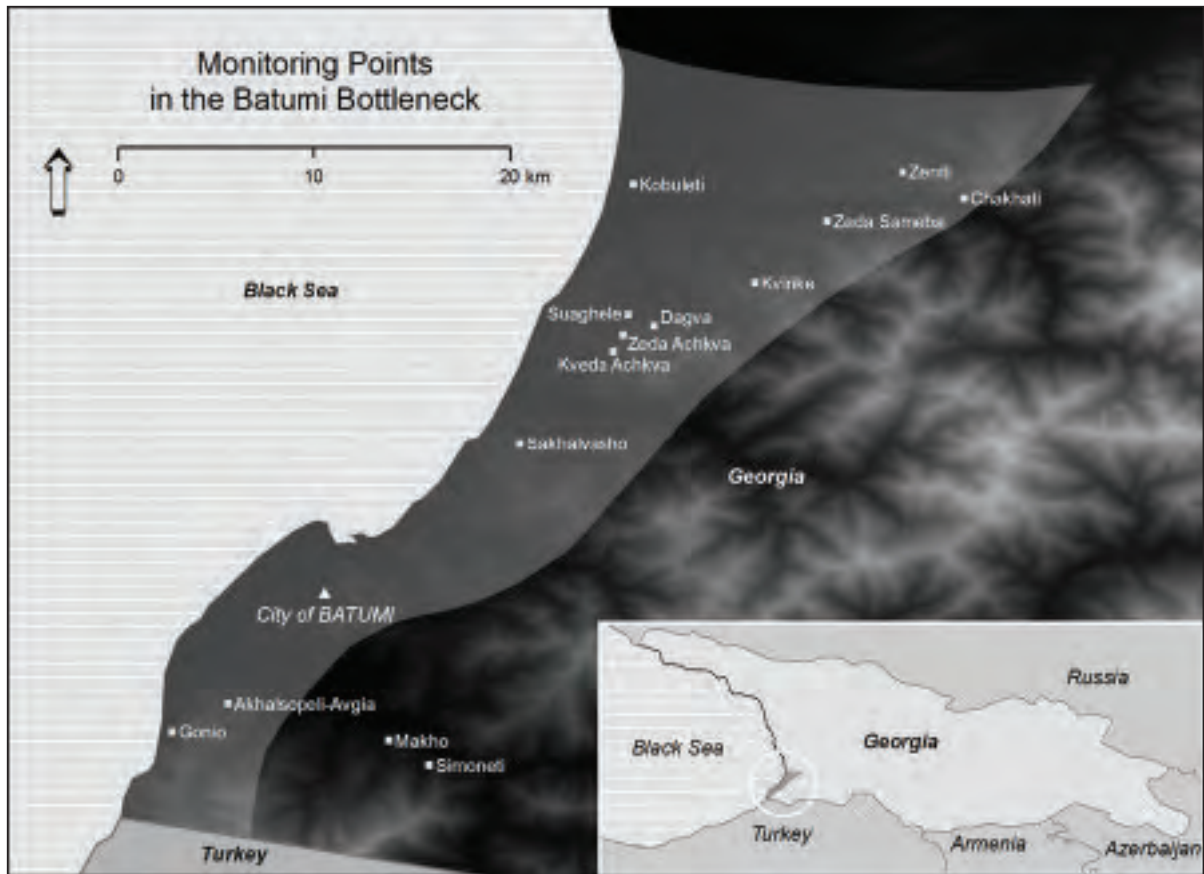 Monitoring Points
in the Batumi Bottleneck
0 10 20 km
Kobuleti
Zeniti
Chakhati
Zeda Sameba
Black Sea
Kvirike
Suaghele
Dagva
Zeda Achkva
Kveda Achkva
Sakhalvasho
Georgia
City of BATUMI
Akhalsopeli-Avgia
Gonio
Makho
Simoneti
Turkey
Russia
Black Sea
Georgia
Turkey
Armenia
Azerbaijan